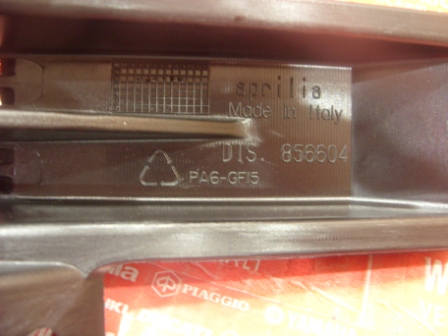 aprilia
Made in Italy
DIS. 856604
PA6-GF15
PIAGGIO